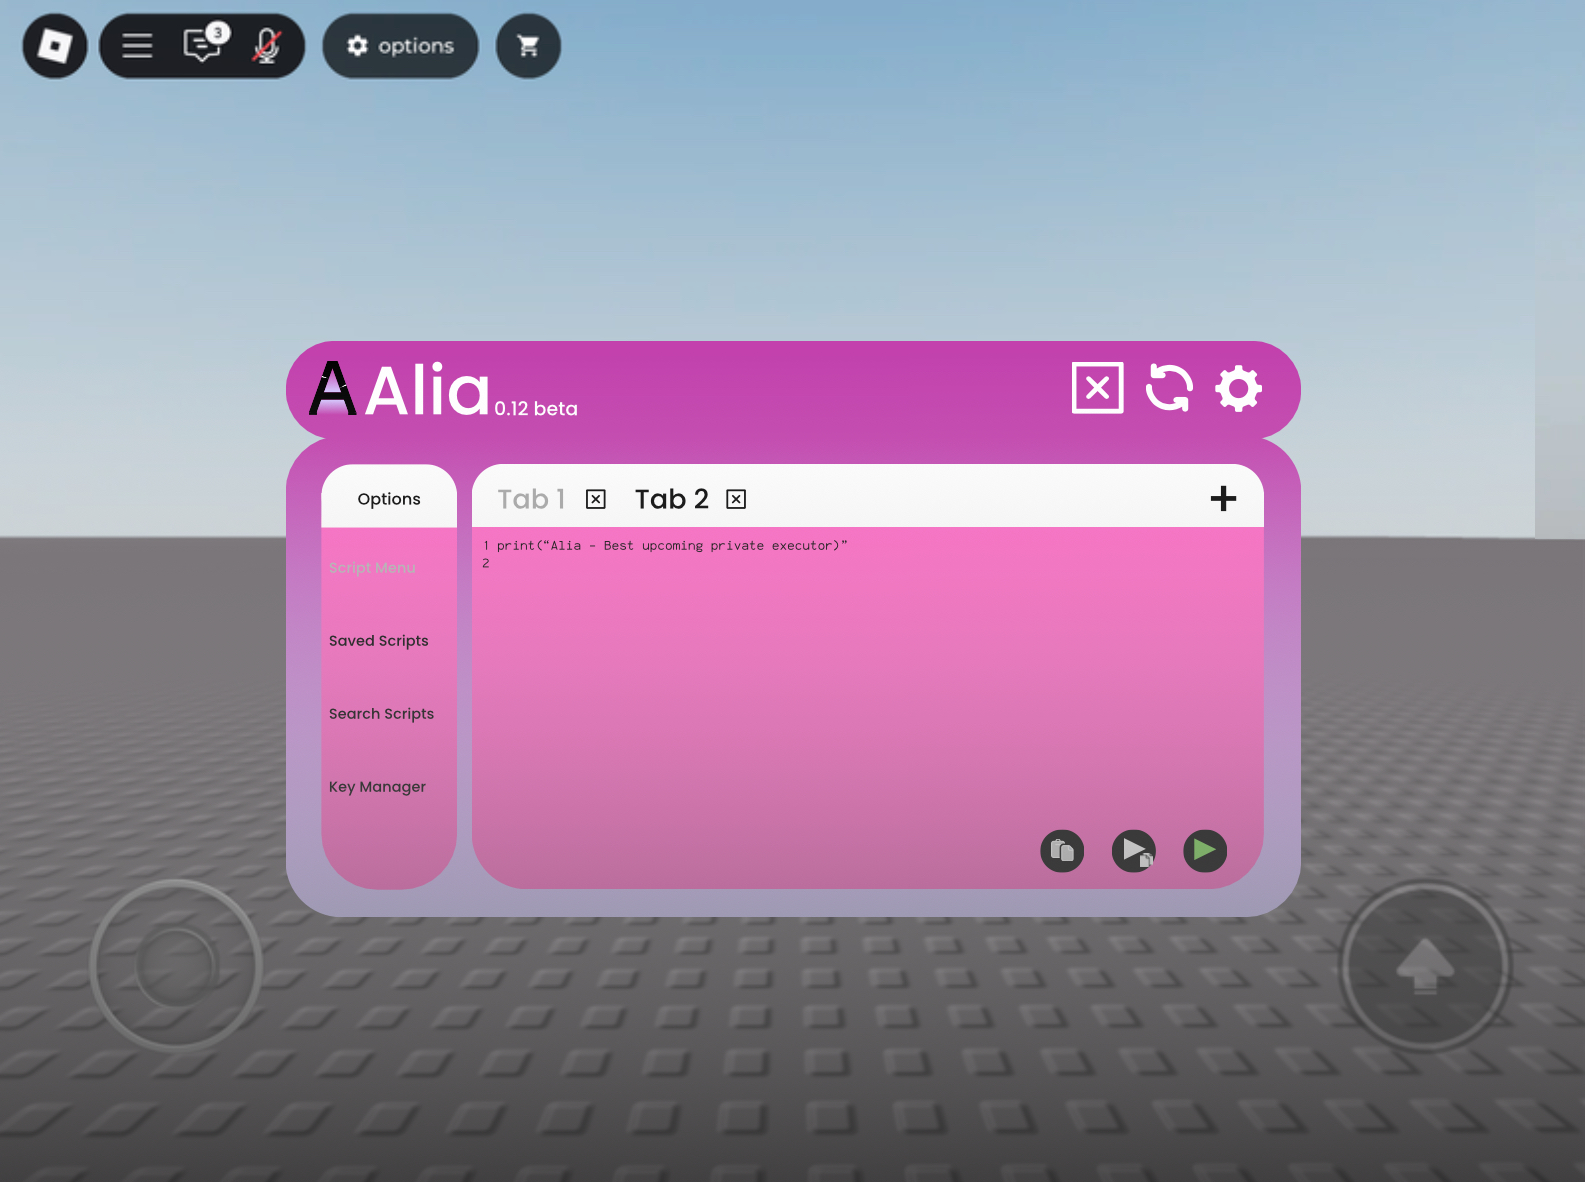 3
options
A Alia 0.12 beta
Options
Tab 1 Tab 2
Script Menu
Saved Scripts
Search Scripts
Key Manager
1 print(“Alia - Best upcoming private executor)”
2